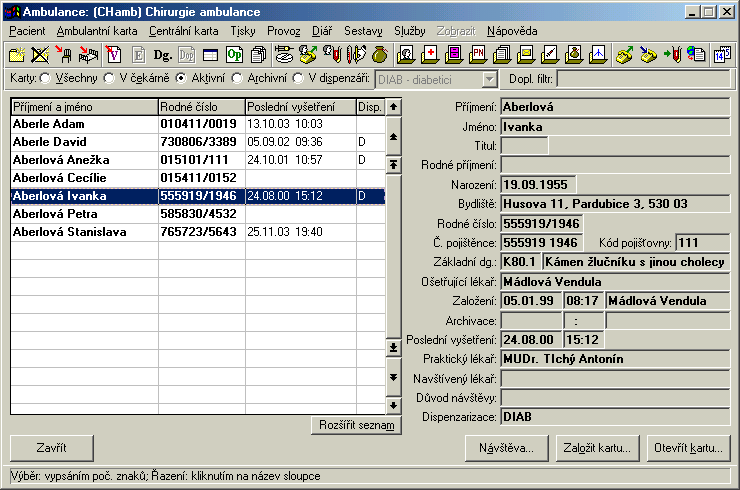 Ambulance: (CHamb) Chirurgie ambulance
Pacient Ambulantní karta Centrální karta Tisky Provoz Diář Sestavy Služby Zobrazit Nápověda
Dg. Dop Op
Karty: Všechny V čekárně Aktivní Archivní V dispenzáři: DIAB - diabetici Dopl. filtr:
Příjmení a jméno Rodné číslo Poslední vyšetření Disp.
Aberle Adam 010411/0019 13.10.03 10:03
Aberle David 730806/3389 05.09.02 09:36 D
Aberlová Anežka 015101/111 24.10.01 10:57 D
Aberlová Cecílie 015411/0152
Aberlová Ivanka 555919/1946 24.08.00 15:12 D
Aberlová Petra 585830/4532
Aberlová Stanislava 765723/5643 25.11.03 19:40
Rozšířit seznam
Příjmení: Aberlová
Jméno: Ivanka
Titul:
Rodné příjmení:
Narození: 19.09.1955
Bydliště: Husova 11, Pardubice 3, 530 03
Rodné číslo: 555919/1946
Č. pojištěnce: 555919 1946 Kód pojišťovny: 111
Základní dg.: K80.1 Kámen žlučníku s jinou cholecy
Ošetřující lékař: Mádlová Vendula
Založení: 05.01.99 08:17 Mádlová Vendula
Archivace: :
Poslední vyšetření: 24.08.00 15:12
Praktický lékař: MUDr. Tichý Antonín
Navštívený lékař:
Důvod návštěvy:
Dispenzarizace: DIAB
Zavřít Návštěva... Založit kartu... Otevřít kartu...
Výběr: vypsáním poč. znaků; Řazení: kliknutím na název sloupce